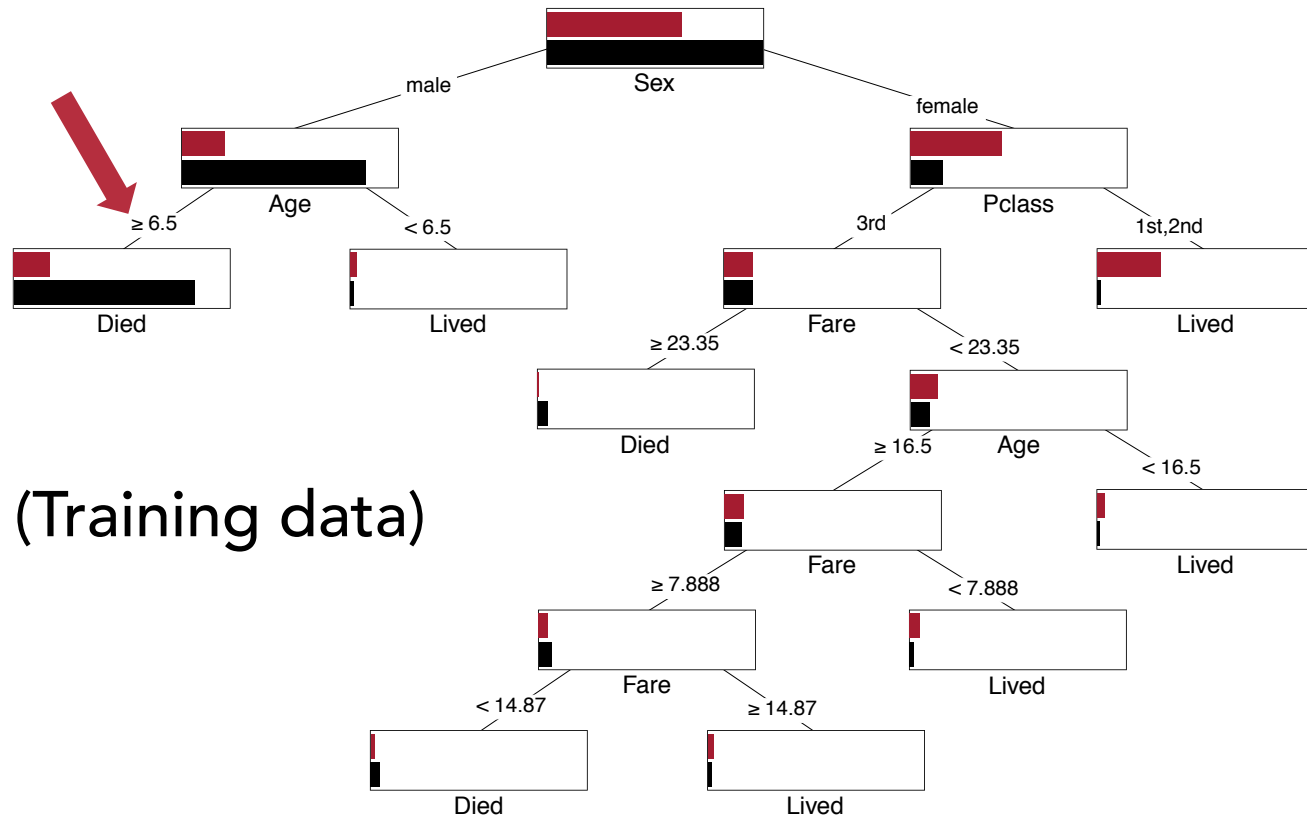 Sex
male
female
Age
Pclass
≥ 6.5
< 6.5
3rd
1st,2nd
Died
Lived
Fare
Lived
≥ 23.35
< 23.35
Died
Age
≥ 16.5
< 16.5
(Training data)
Fare
Lived
≥ 7.888
< 7.888
Fare
Lived
< 14.87
≥ 14.87
Died
Lived